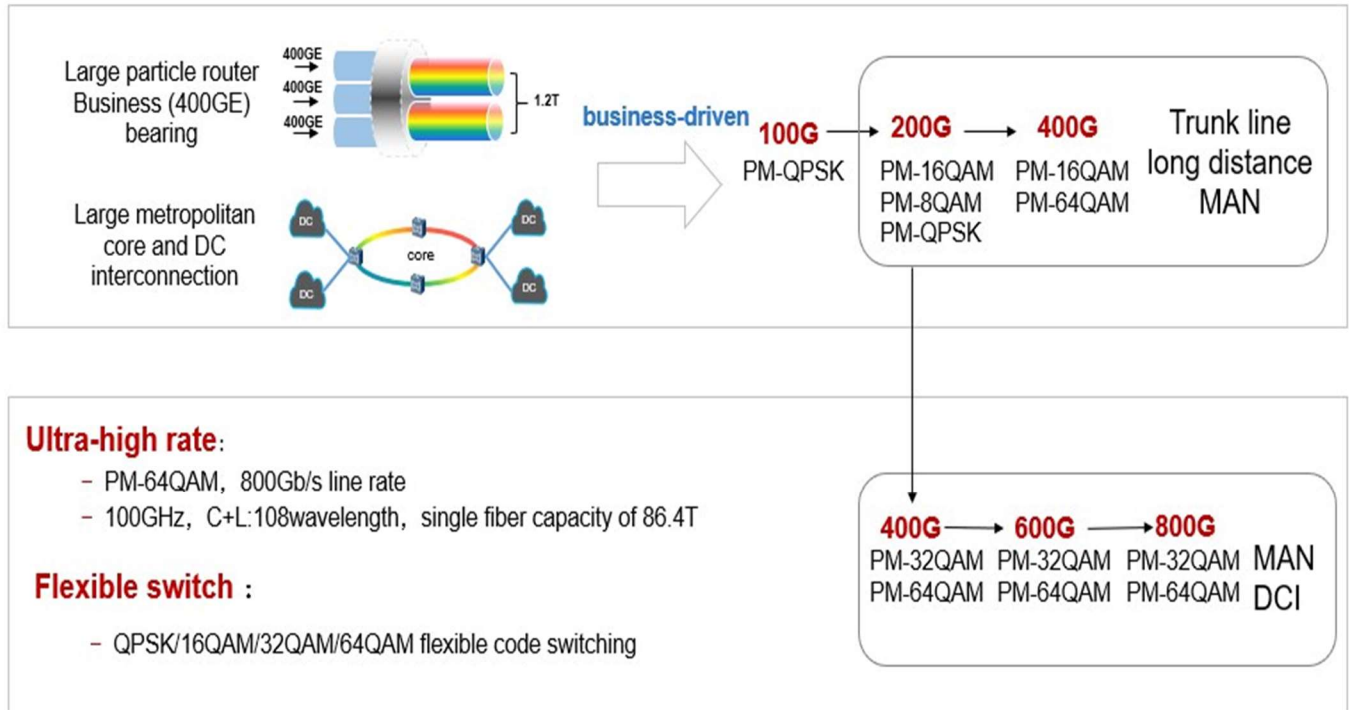 Large particle router
Business (400GE)
bearing
400GE
400GE
400GE
1.2T
Large metropolitan
core and DC
interconnection
DC
DC
core
DC
DC
business-driven
100G
PM-QPSK
200G
PM-16QAM
PM-8QAM
PM-QPSK
400G
PM-16QAM
PM-64QAM
Trunk line
long distance
MAN
Ultra-high rate:
- PM-64QAM, 800Gb/s line rate
- 100GHz, C+L:108wavelength, single fiber capacity of 86.4T
Flexible switch :
- QPSK/16QAM/32QAM/64QAM flexible code switching
400G 600G 800G
PM-32QAM PM-32QAM PM-32QAM MAN
PM-64QAM PM-64QAM PM-64QAM DCI